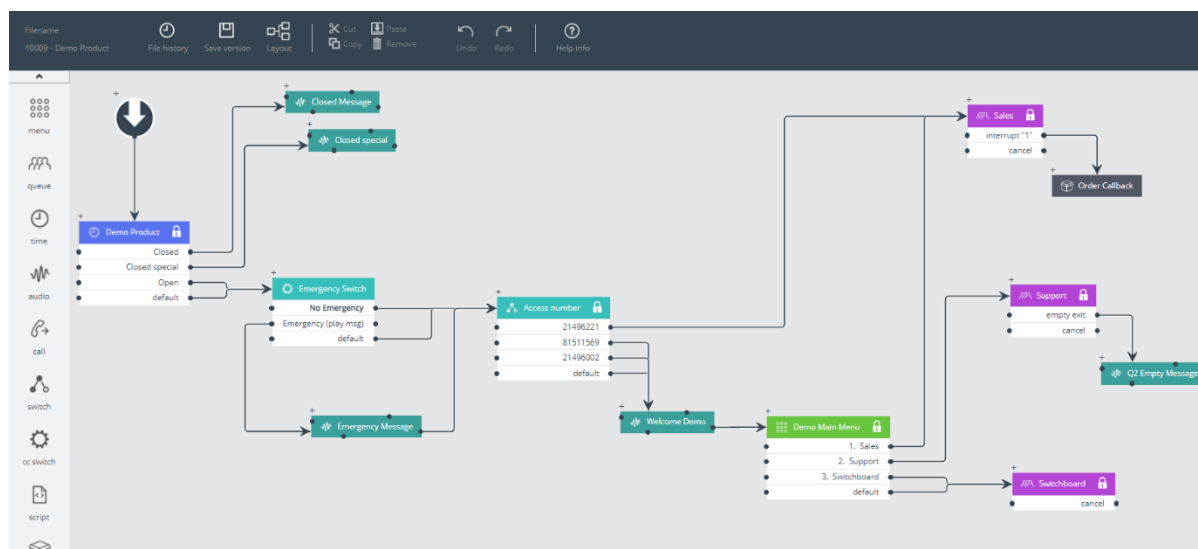 Filename
10009 - Demo Product
File history
Save version
Layout
Cut
Copy
Paste
Remove
Undo
Redo
Help info
menu
queue
time
audio
call
switch
cc switch
script
Closed Message
Closed special
Demo Product
Closed
Closed special
Open
default
Emergency Switch
No Emergency
Emergency (play msg)
default
Emergency Message
Access number
21496221
81511569
21496002
default
Welcome Demo
Demo Main Menu
1. Sales
2. Support
3. Switchboard
default
Sales
interrupt "1"
cancel
Order Callback
Support
empty exit
cancel
Q2 Empty Message
Switchboard
cancel